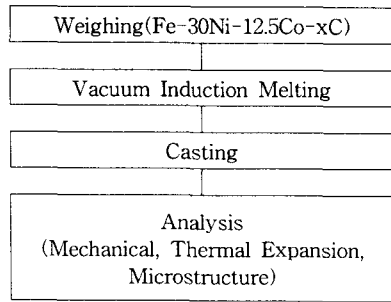 Weighing(Fe-30Ni-12.5Co-xC)
Vacuum Induction Melting
Casting
Analysis
(Mechanical, Thermal Expansion,
Microstructure)